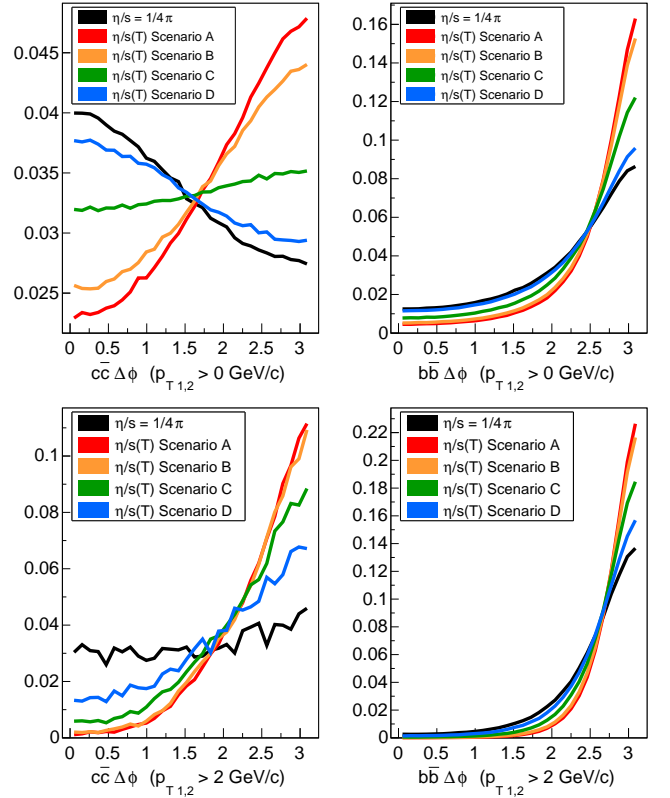 η/s = 1/4π
η/s(T) Scenario A
η/s(T) Scenario B
η/s(T) Scenario C
η/s(T) Scenario D
0.045
0.04
0.035
0.03
0.025
0 0.5 1 1.5 2 2.5 3
cc̅ Δϕ (p_T 1,2 > 0 GeV/c)
η/s = 1/4π
η/s(T) Scenario A
η/s(T) Scenario B
η/s(T) Scenario C
η/s(T) Scenario D
0.16
0.14
0.12
0.1
0.08
0.06
0.04
0.02
0
0 0.5 1 1.5 2 2.5 3
bb̅ Δϕ (p_T 1,2 > 0 GeV/c)
η/s = 1/4π
η/s(T) Scenario A
η/s(T) Scenario B
η/s(T) Scenario C
η/s(T) Scenario D
0.1
0.08
0.06
0.04
0.02
0
0 0.5 1 1.5 2 2.5 3
cc̅ Δϕ (p_T 1,2 > 2 GeV/c)
η/s = 1/4π
η/s(T) Scenario A
η/s(T) Scenario B
η/s(T) Scenario C
η/s(T) Scenario D
0.22
0.2
0.18
0.16
0.14
0.12
0.1
0.08
0.06
0.04
0.02
0
0 0.5 1 1.5 2 2.5 3
bb̅ Δϕ (p_T 1,2 > 2 GeV/c)